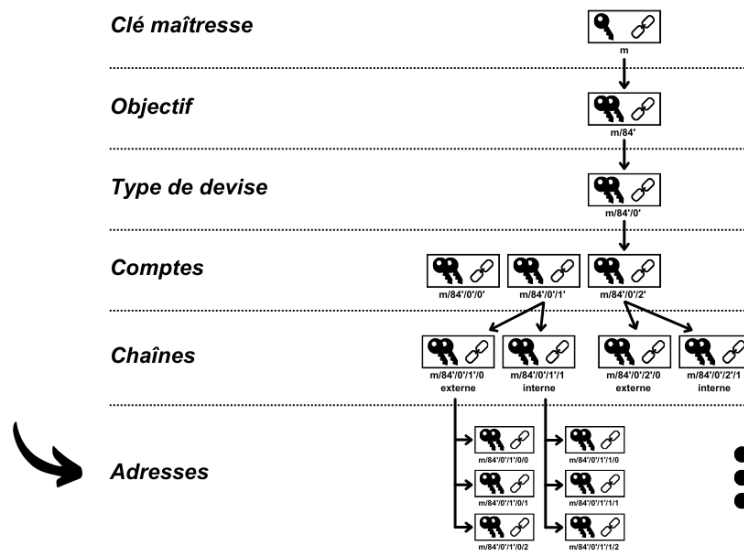 Clé maîtresse
m
Objectif
m/84'
Type de devise
m/84'/0'
Comptes
m/84'/0'/0'
m/84'/0'/1'
m/84'/0'/2'
Chaînes
m/84'/0'/1'/0
externe
m/84'/0'/1'/1
interne
m/84'/0'/2'/0
externe
m/84'/0'/2'/1
interne
Adresses
m/84'/0'/1'/0/0
m/84'/0'/1'/1/0
m/84'/0'/1'/0/1
m/84'/0'/1'/1/1
m/84'/0'/1'/0/2
m/84'/0'/1'/1/2